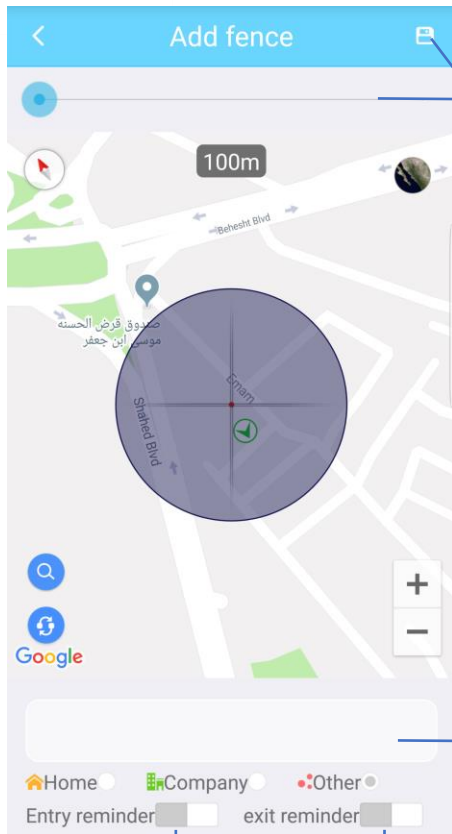 Add fence
100m
Behesht Blvd
صندوق قرض الحسنه
موسی ابن جعفر
Emam
Shahed Blvd
+
−
Google
Home Company Other
Entry reminder exit reminder